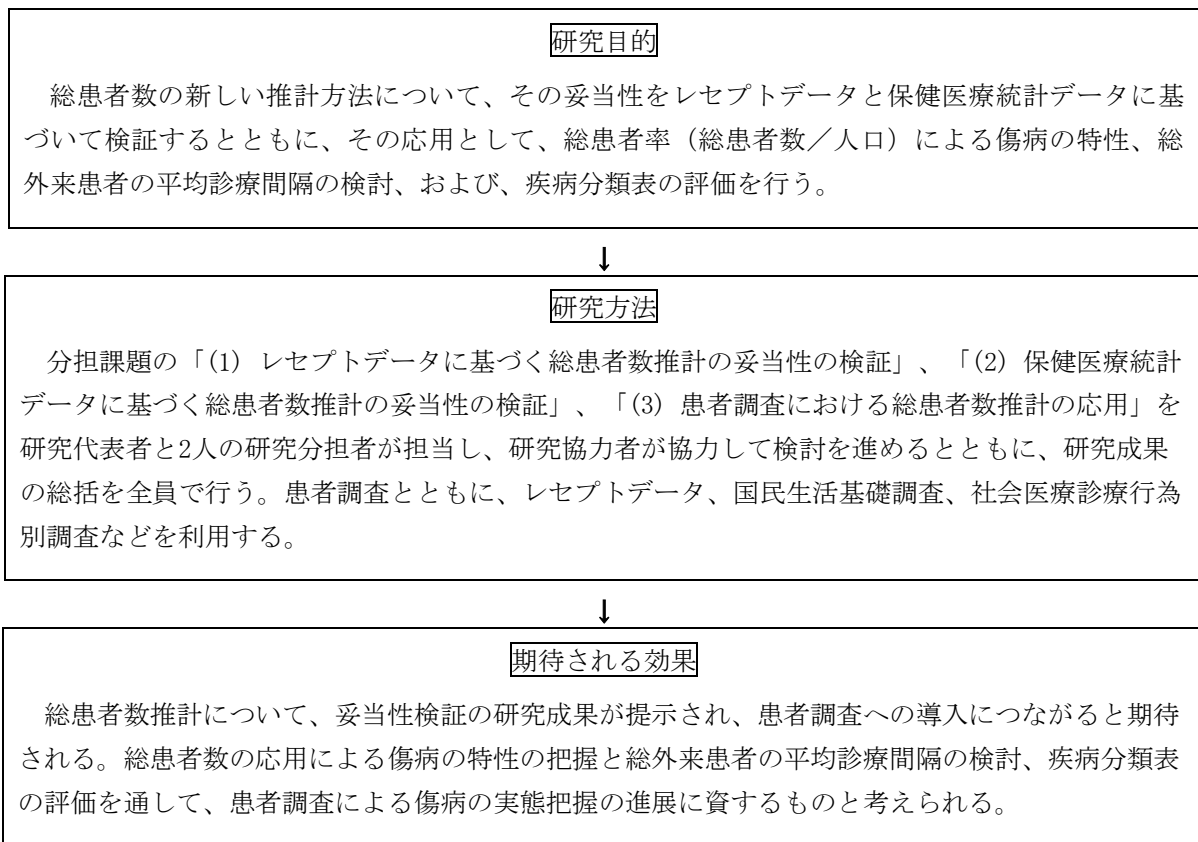 研究目的
総患者数の新しい推計方法について、その妥当性をレセプトデータと保健医療統計データに基
づいて検証するとともに、その応用として、総患者率（総患者数／人口）による傷病の特性、総
外来患者の平均診療間隔の検討、および、疾病分類表の評価を行う。
↓
研究方法
分担課題の「(1) レセプトデータに基づく総患者数推計の妥当性の検証」、「(2) 保健医療統計
データに基づく総患者数推計の妥当性の検証」、「(3) 患者調査における総患者数推計の応用」を
研究代表者と2人の研究分担者が担当し、研究協力者が協力して検討を進めるとともに、研究成果
の総括を全員で行う。患者調査とともに、レセプトデータ、国民生活基礎調査、社会医療診療行為
別調査などを利用する。
↓
期待される効果
総患者数推計について、妥当性検証の研究成果が提示され、患者調査への導入につながると期待
される。総患者数の応用による傷病の特性の把握と総外来患者の平均診療間隔の検討、疾病分類表
の評価を通して、患者調査による傷病の実態把握の進展に資するものと考えられる。